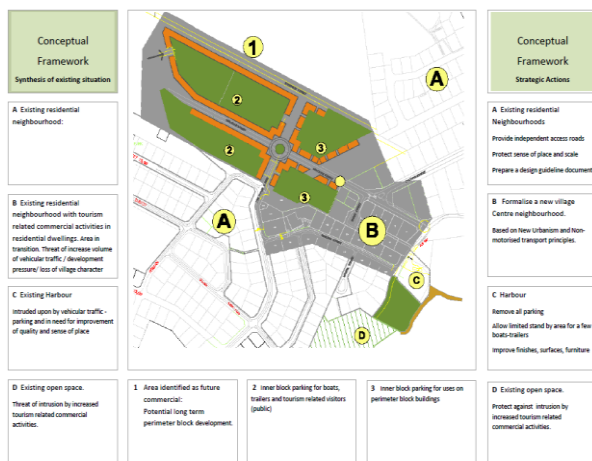 Conceptual
Framework
Synthesis of existing situation
A Existing residential
neighbourhood:
B Existing residential
neighbourhood with tourism
related commercial activities in
residential dwellings. Area in
transition. Threat of increase volume
of vehicular traffic / development
pressure/ loss of village character
C Existing Harbour
Intruded upon by vehicular traffic -
parking and in need for improvement
of quality and sense of place
D Existing open space.
Threat of intrusion by increased
tourism related commercial
activities.
1
A
2
3
2
3
A
B
C
D
1 Area identified as future
commercial:
Potential long term
perimeter block development.
2 Inner block parking for boats,
trailers and tourism related visitors
(public)
3 Inner block parking for uses on
perimeter block buildings
Conceptual
Framework
Strategic Actions
A Existing residential
Neighbourhoods
Provide independent access roads
Protect sense of place and scale
Prepare a design guideline document
B Formalise a new village
Centre neighbourhood.
Based on New Urbanism and Non-
motorised transport principles.
C Harbour
Remove all parking
Allow limited stand by area for a few
boats-trailers
Improve finishes, surfaces, furniture
D Existing open space.
Protect against intrusion by
increased tourism related
commercial activities.